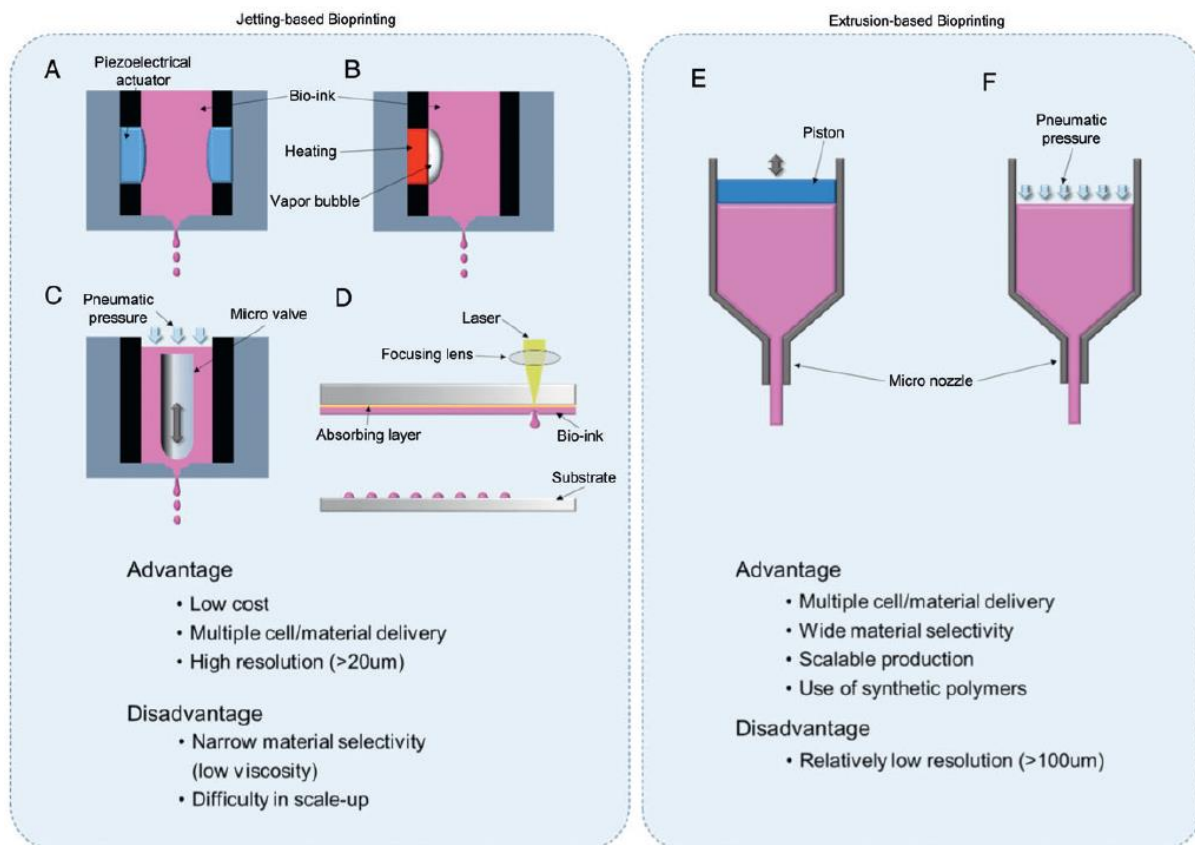 Jetting-based Bioprinting
A
Piezoelectrical
actuator
Bio-ink
B
Heating
Vapor bubble
C
Pneumatic
pressure
Micro valve
D
Laser
Focusing lens
Absorbing layer
Bio-ink
Substrate
Advantage
• Low cost
• Multiple cell/material delivery
• High resolution (>20um)
Disadvantage
• Narrow material selectivity
(low viscosity)
• Difficulty in scale-up
Extrusion-based Bioprinting
E
Piston
F
Pneumatic
pressure
Micro nozzle
Advantage
• Multiple cell/material delivery
• Wide material selectivity
• Scalable production
• Use of synthetic polymers
Disadvantage
• Relatively low resolution (>100um)